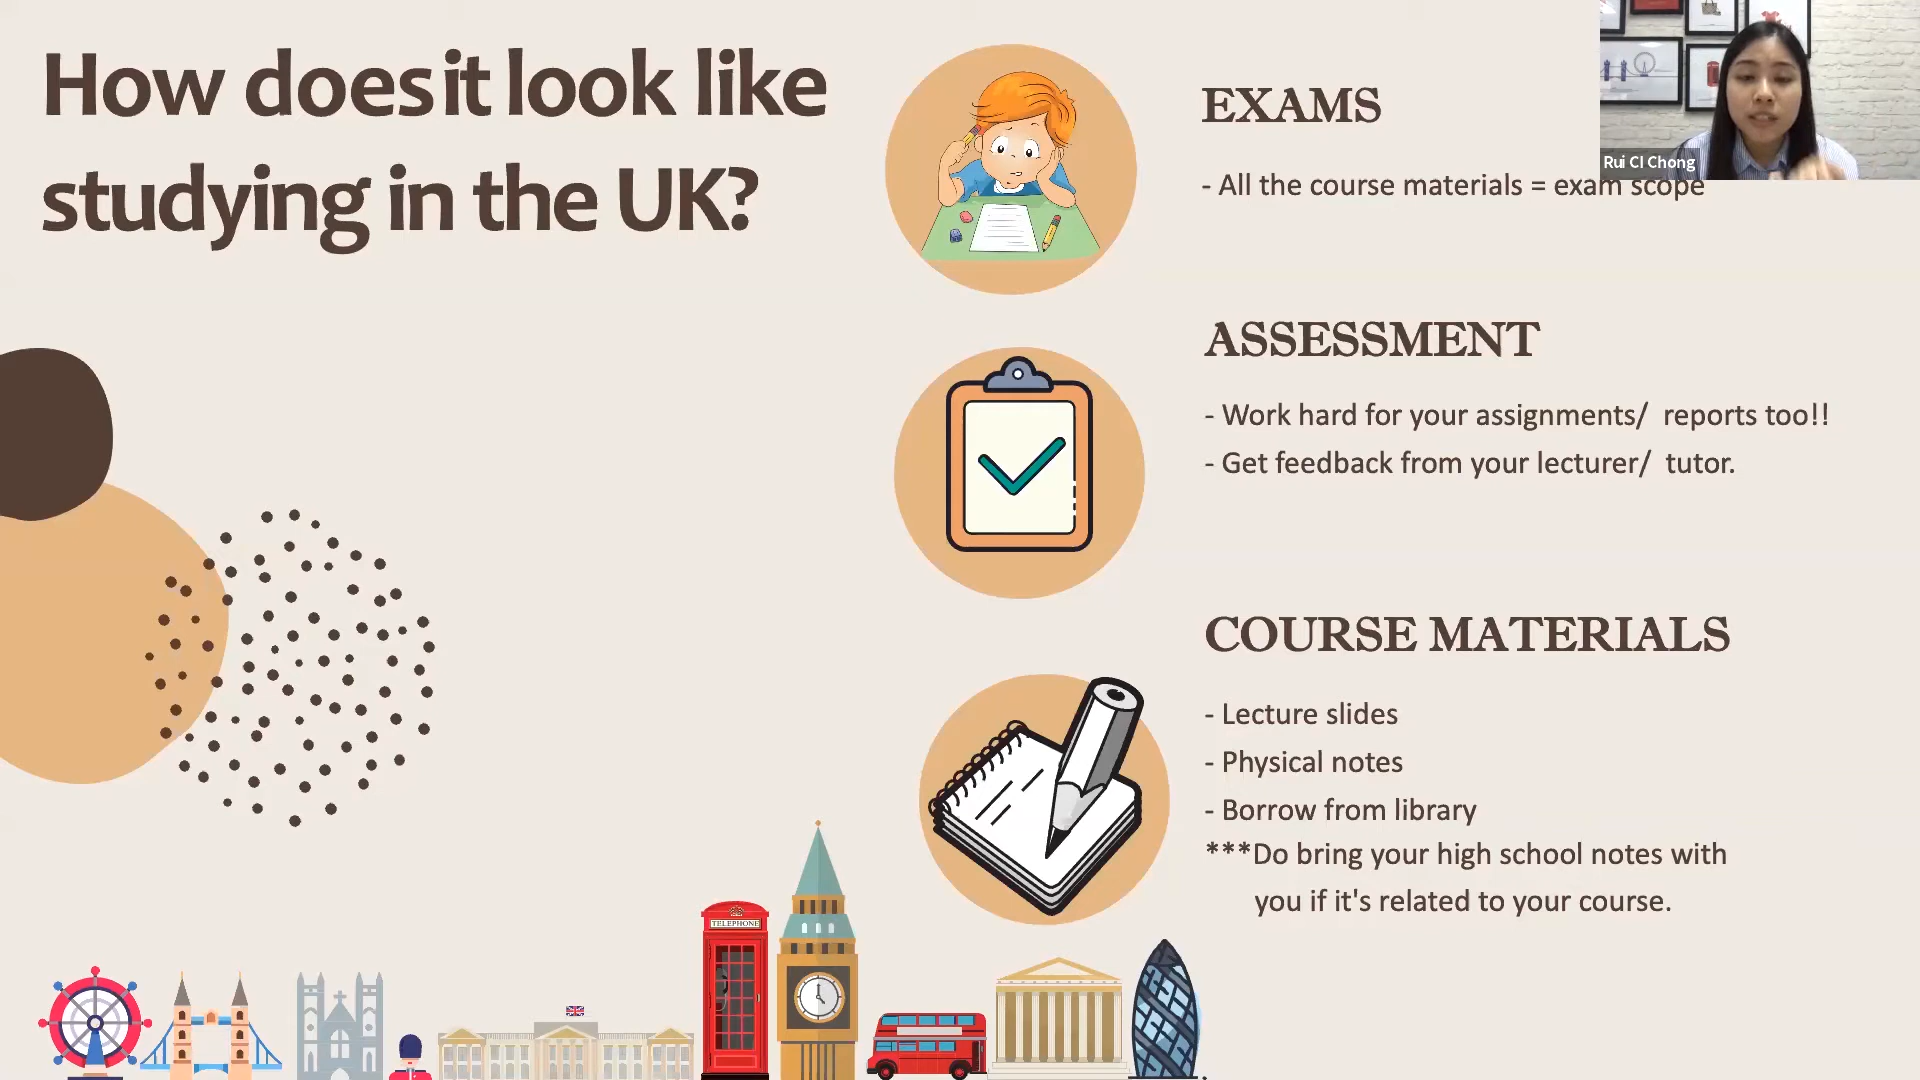 How does it look like
studying in the UK?
EXAMS
- All the course materials = exam scope
Rui CI Chong
ASSESSMENT
- Work hard for your assignments/ reports too!!
- Get feedback from your lecturer/ tutor.
COURSE MATERIALS
- Lecture slides
- Physical notes
- Borrow from library
***Do bring your high school notes with
you if it's related to your course.
TELEPHONE